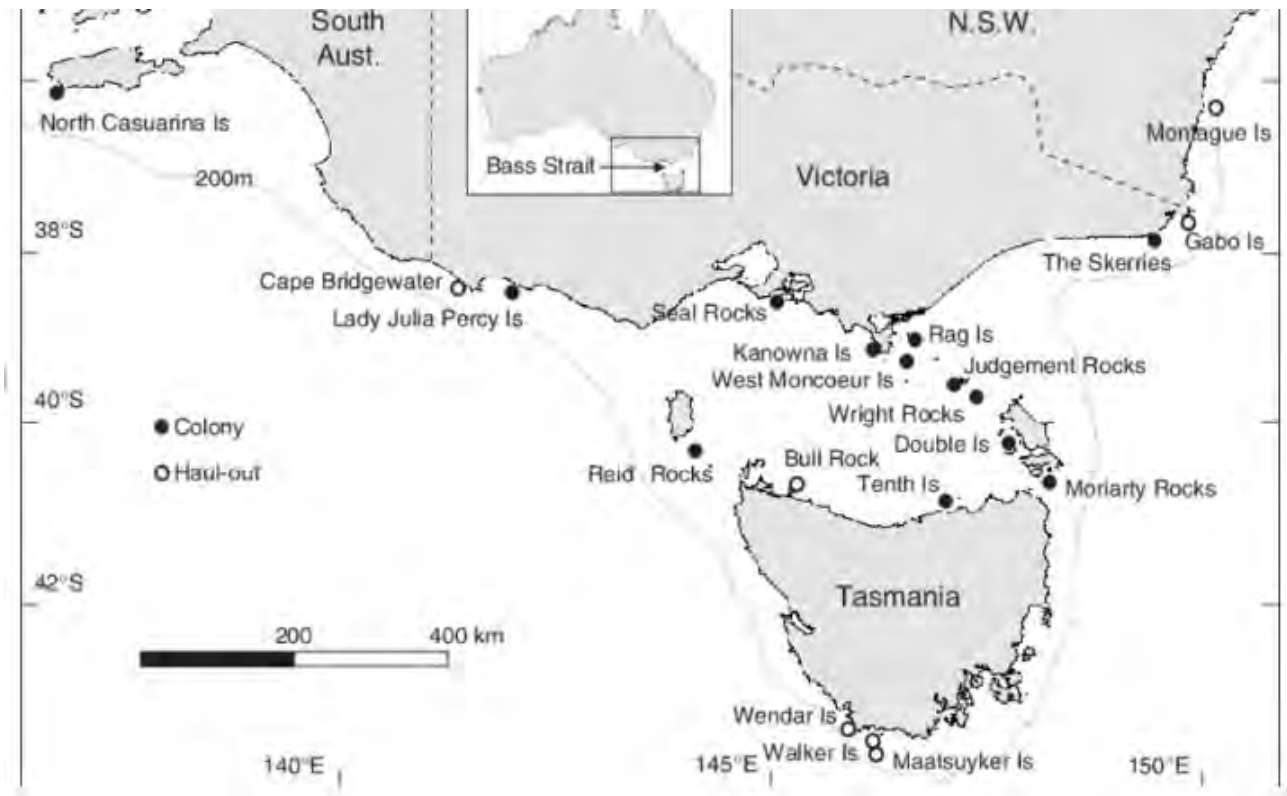 South
Aust.
N.S.W.
North Casuarina Is
Montague Is
Bass Strait
200m
Victoria
38°S
Gabo Is
The Skerries
Cape Bridgewater
Lady Julia Percy Is
Seal Rocks
Rag Is
Kanowna Is
Judgement Rocks
West Moncoeur Is
40°S
Wright Rocks
Colony
Double Is
Bull Rock
Haul-out
Reid Rocks
Tenth Is
Moriarty Rocks
42°S
Tasmania
200
400 km
Wendar Is
Walker Is
Maatsuyker Is
140°E
145°E
150°E